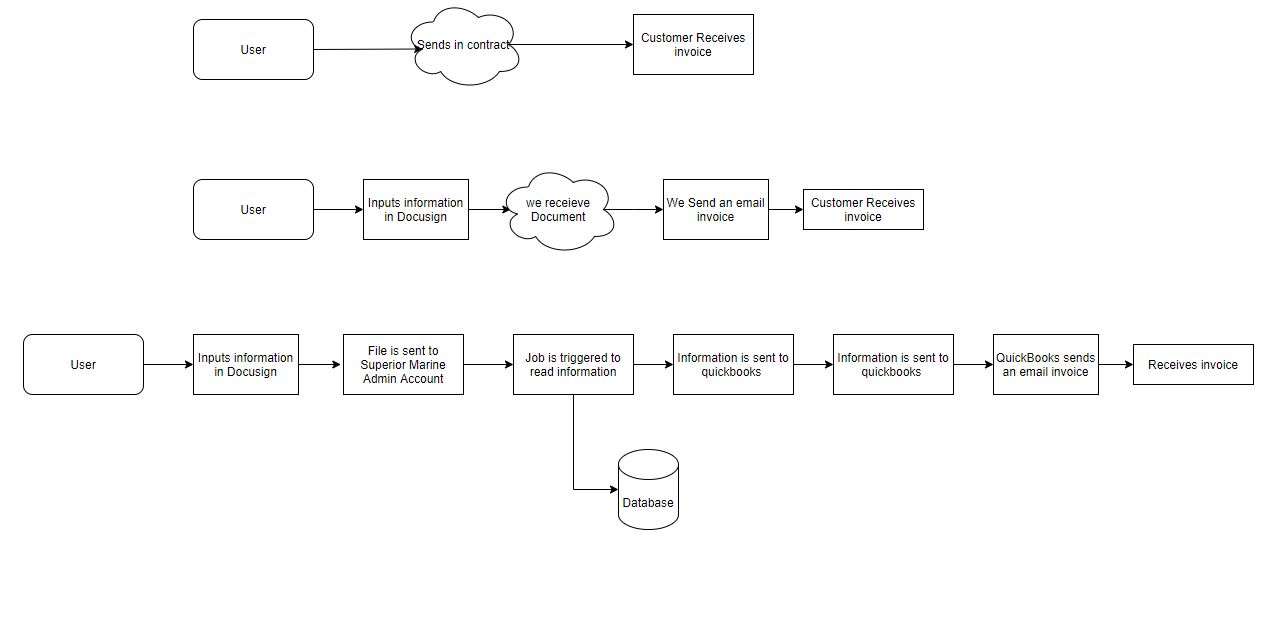 User
Sends in contract
Customer Receives
invoice
User
Inputs information
in Docusign
we receieve
Document
We Send an email
invoice
Customer Receives
invoice
User
Inputs information
in Docusign
File is sent to
Superior Marine
Admin Account
Job is triggered to
read information
Information is sent to
quickbooks
Information is sent to
quickbooks
QuickBooks sends
an email invoice
Receives invoice
Database